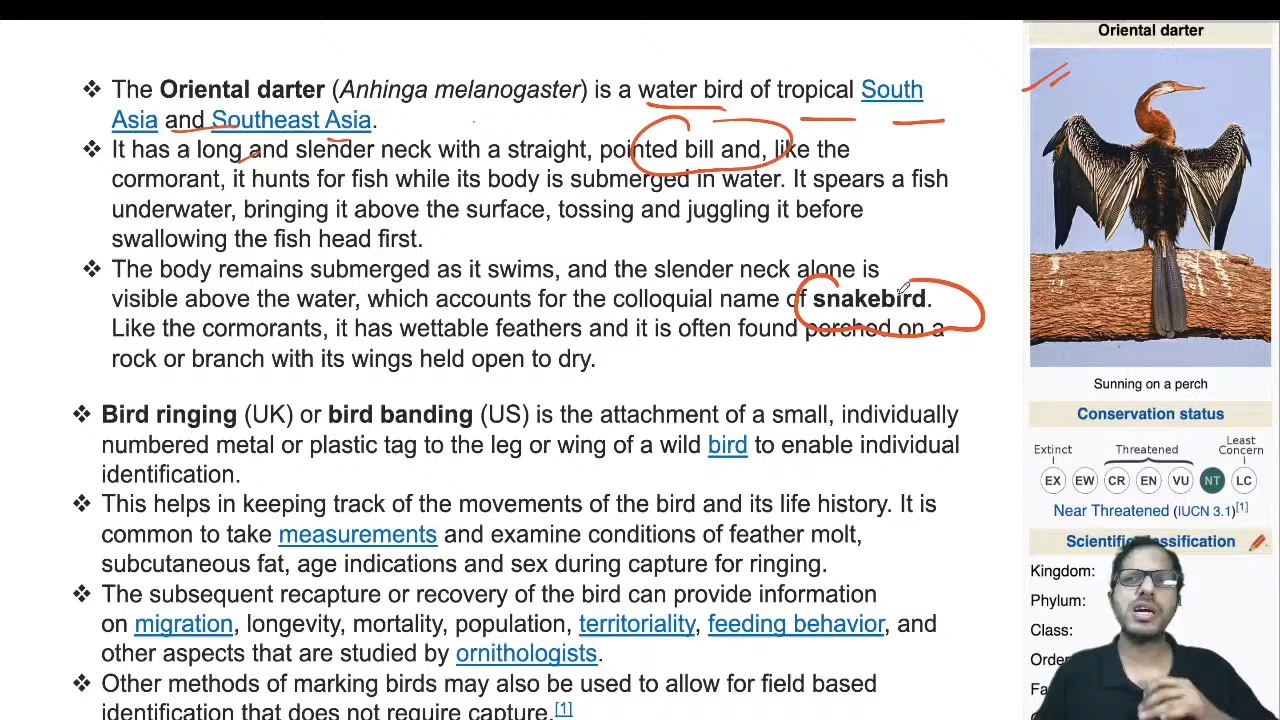 ❖ The Oriental darter (Anhinga melanogaster) is a water bird of tropical South
Asia and Southeast Asia.
❖ It has a long and slender neck with a straight, pointed bill and, like the
cormorant, it hunts for fish while its body is submerged in water. It spears a fish
underwater, bringing it above the surface, tossing and juggling it before
swallowing the fish head first.
❖ The body remains submerged as it swims, and the slender neck alone is
visible above the water, which accounts for the colloquial name of snakebird.
Like the cormorants, it has wettable feathers and it is often found perched on a
rock or branch with its wings held open to dry.
❖ Bird ringing (UK) or bird banding (US) is the attachment of a small, individually
numbered metal or plastic tag to the leg or wing of a wild bird to enable individual
identification.
❖ This helps in keeping track of the movements of the bird and its life history. It is
common to take measurements and examine conditions of feather molt,
subcutaneous fat, age indications and sex during capture for ringing.
❖ The subsequent recapture or recovery of the bird can provide information
on migration, longevity, mortality, population, territoriality, feeding behavior, and
other aspects that are studied by ornithologists.
❖ Other methods of marking birds may also be used to allow for field based
identification that does not require capture.[1]
Oriental darter
Sunning on a perch
Conservation status
Extinct Threatened Least Concern
EX EW CR EN VU NT LC
Near Threatened (IUCN 3.1)[1]
Scientific classification
Kingdom:
Phylum:
Class: